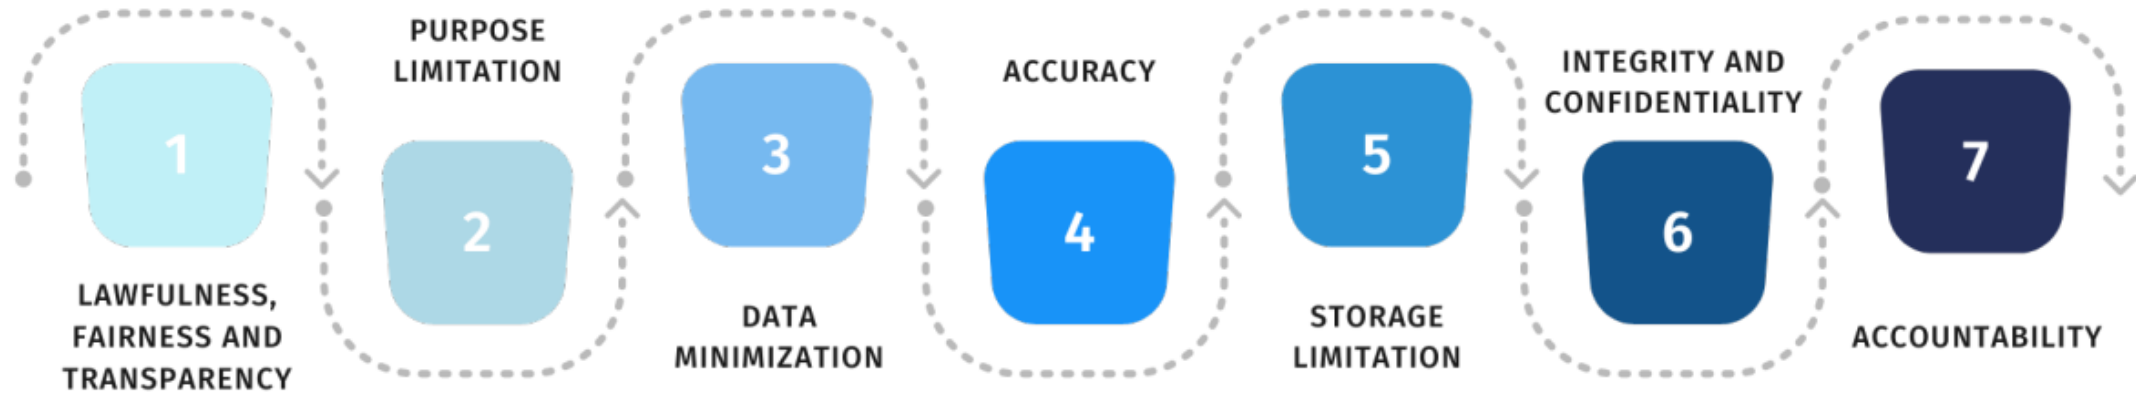 1
LAWFULNESS,
FAIRNESS AND
TRANSPARENCY
PURPOSE
LIMITATION
2
3
DATA
MINIMIZATION
ACCURACY
4
5
STORAGE
LIMITATION
INTEGRITY AND
CONFIDENTIALITY
6
7
ACCOUNTABILITY